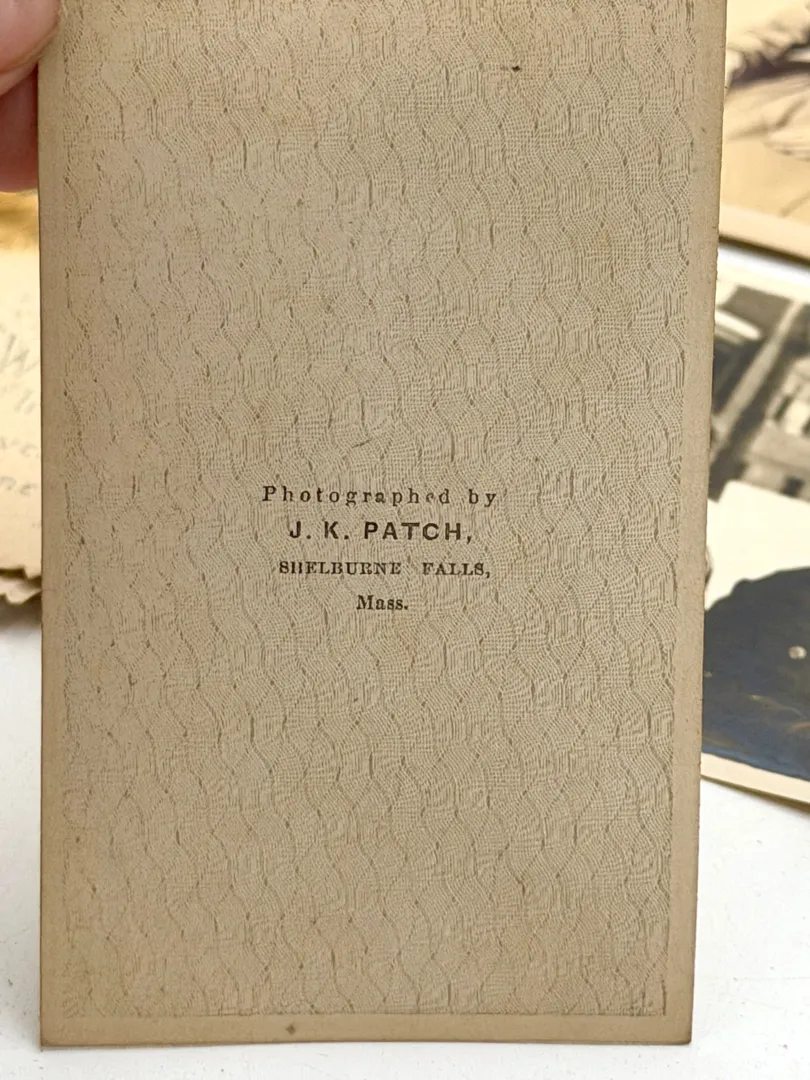 Photographed by
J. K. PATCH,
SHELBURNE FALLS,
Mass.